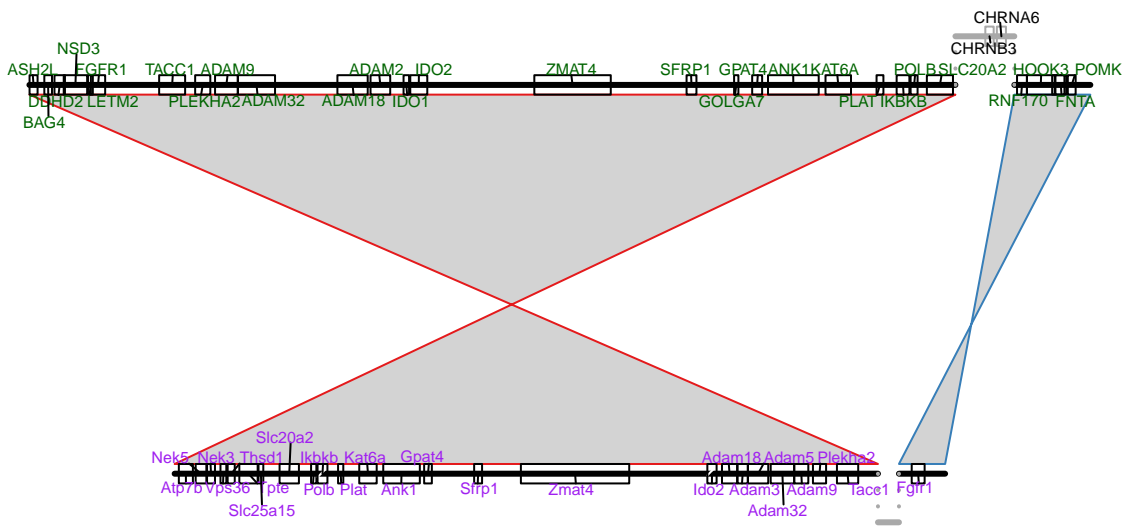 CHRNA6
NSD3
CHRNB3
ASH2L FGFR1 TACC1 ADAM9 ADAM2 IDO2 ZMAT4 SFRP1 GPAT4 ANK1 KAT6A POLB SLC20A2 HOOK3 POMK
DDHD2 LETM2 PLEKHA2 ADAM32 ADAM18 IDO1 GOLGA7 PLAT IKBKB RNF170 FNTA
BAG4
Slc20a2
Nek5 Nek3 Thsd1 Ikbkb Kat6a Gpat4 Adam18 Adam5 Plekha2
Atp7b Vps36 Tpte Polb Plat Ank1 Sfrp1 Zmat4 Ido2 Adam3 Adam9 Tacc1 Fgfr1
Slc25a15 Adam32